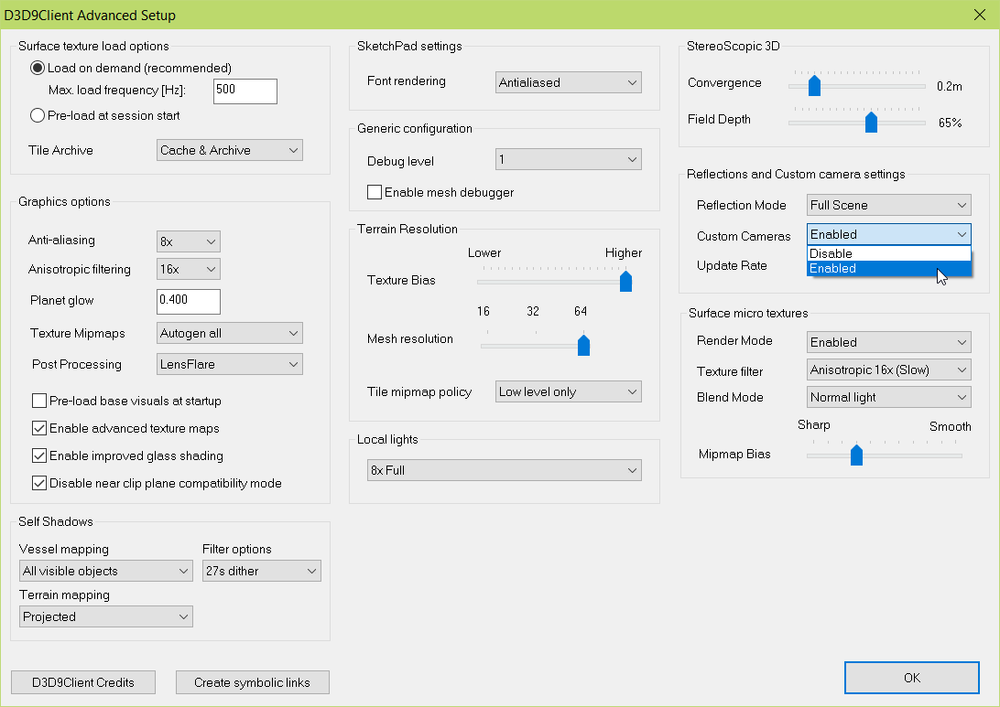 D3D9Client Advanced Setup
Surface texture load options
Load on demand (recommended)
Max. load frequency [Hz]: 500
Pre-load at session start
Tile Archive Cache & Archive
Graphics options
Anti-aliasing 8x
Anisotropic filtering 16x
Planet glow 0.400
Texture Mipmaps Autogen all
Post Processing LensFlare
Pre-load base visuals at startup
Enable advanced texture maps
Enable improved glass shading
Disable near clip plane compatibility mode
Self Shadows
Vessel mapping Filter options
All visible objects 27s dither
Terrain mapping
Projected
D3D9Client Credits Create symbolic links
SketchPad settings
Font rendering Antialiased
Generic configuration
Debug level 1
Enable mesh debugger
Terrain Resolution
Lower Higher
Texture Bias
16 32 64
Mesh resolution
Tile mipmap policy Low level only
Local lights
8x Full
StereoScopic 3D
Convergence 0.2m
Field Depth 65%
Reflections and Custom camera settings
Reflection Mode Full Scene
Custom Cameras Enabled
Disable
Update Rate Enabled
Surface micro textures
Render Mode Enabled
Texture filter Anisotropic 16x (Slow)
Blend Mode Normal light
Sharp Smooth
Mipmap Bias
OK